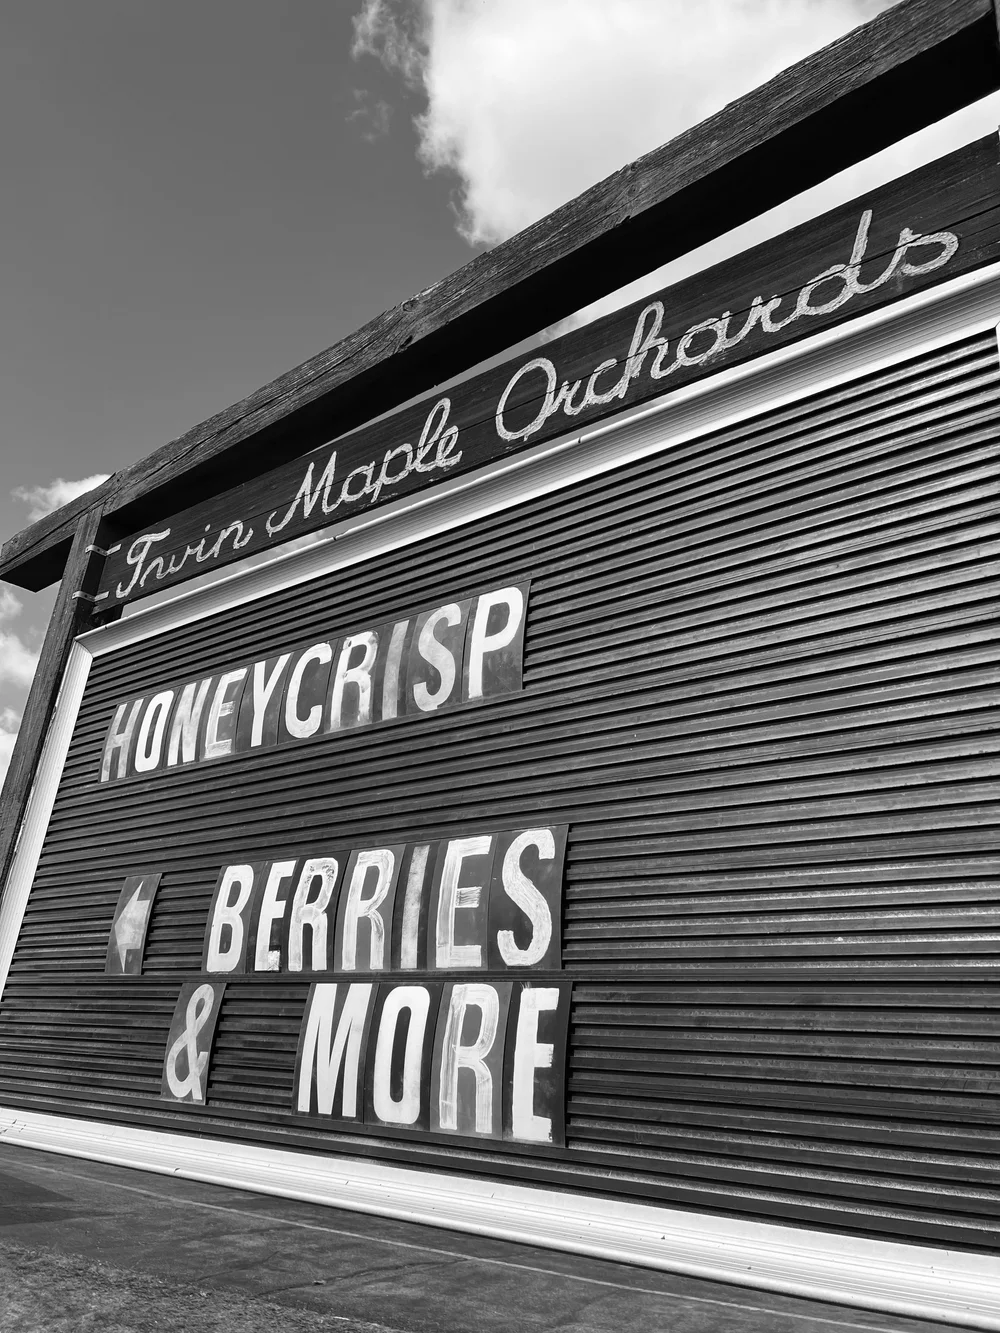 Twin Maple Orchards
HONEYCRISP
← BERRIES
& MORE